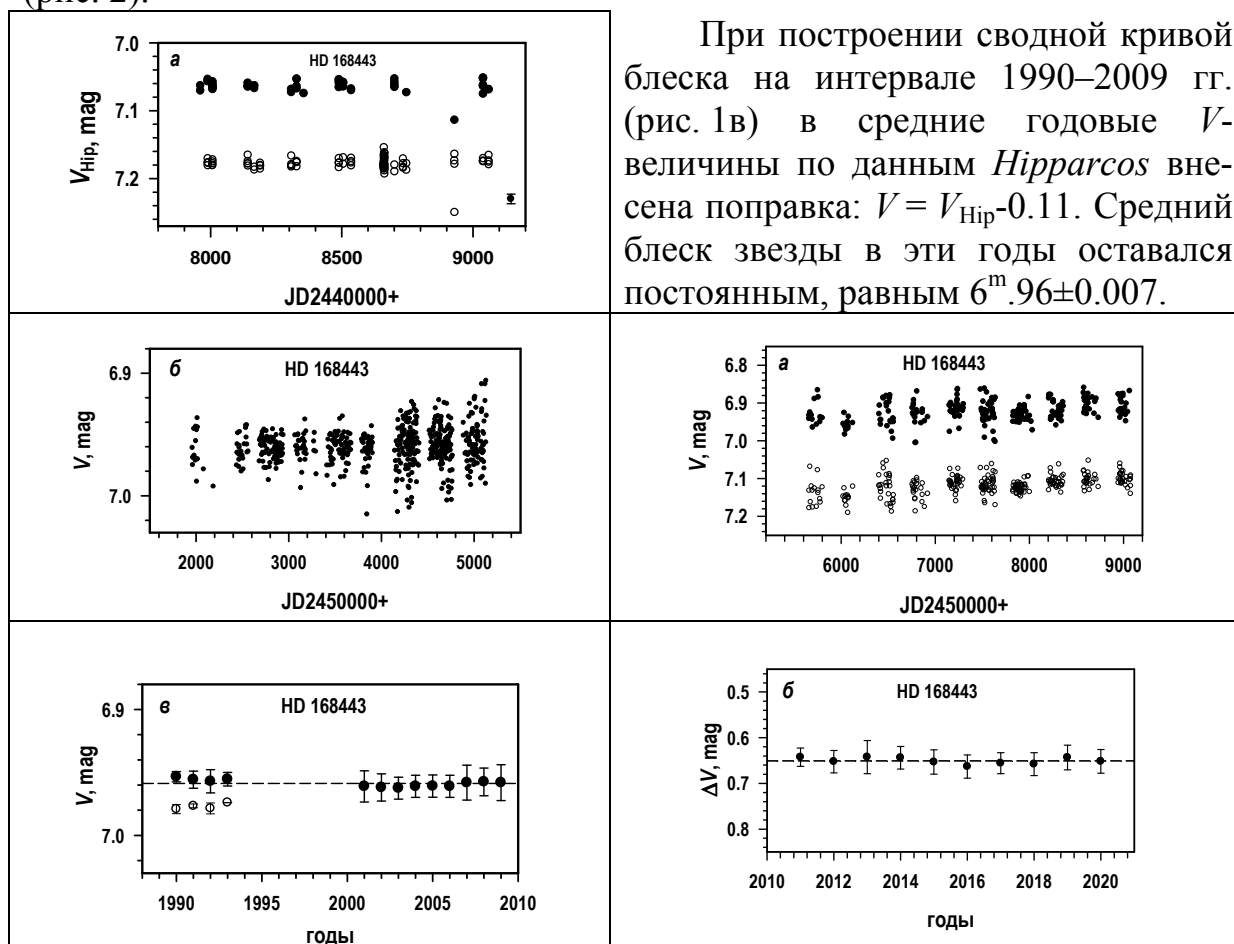 (рис. 2).
При построении сводной кривой
блеска на интервале 1990–2009 гг.
(рис. 1в) в средние годовые V-
величины по данным Hipparcos вне-
сена поправка: V = V_Hip-0.11. Средний
блеск звезды в эти годы оставался
постоянным, равным 6^m.96±0.007.
а
HD 168443
V_Hip, mag
7.0
7.1
7.2
8000 8500 9000
JD2440000+
б
HD 168443
V, mag
6.9
7.0
2000 3000 4000 5000
JD2450000+
а
HD 168443
V, mag
6.8
6.9
7.0
7.1
7.2
6000 7000 8000 9000
JD2450000+
в
HD 168443
V, mag
6.9
7.0
1990 1995 2000 2005 2010
годы
б
HD 168443
ΔV, mag
0.5
0.6
0.7
0.8
2010 2012 2014 2016 2018 2020
годы